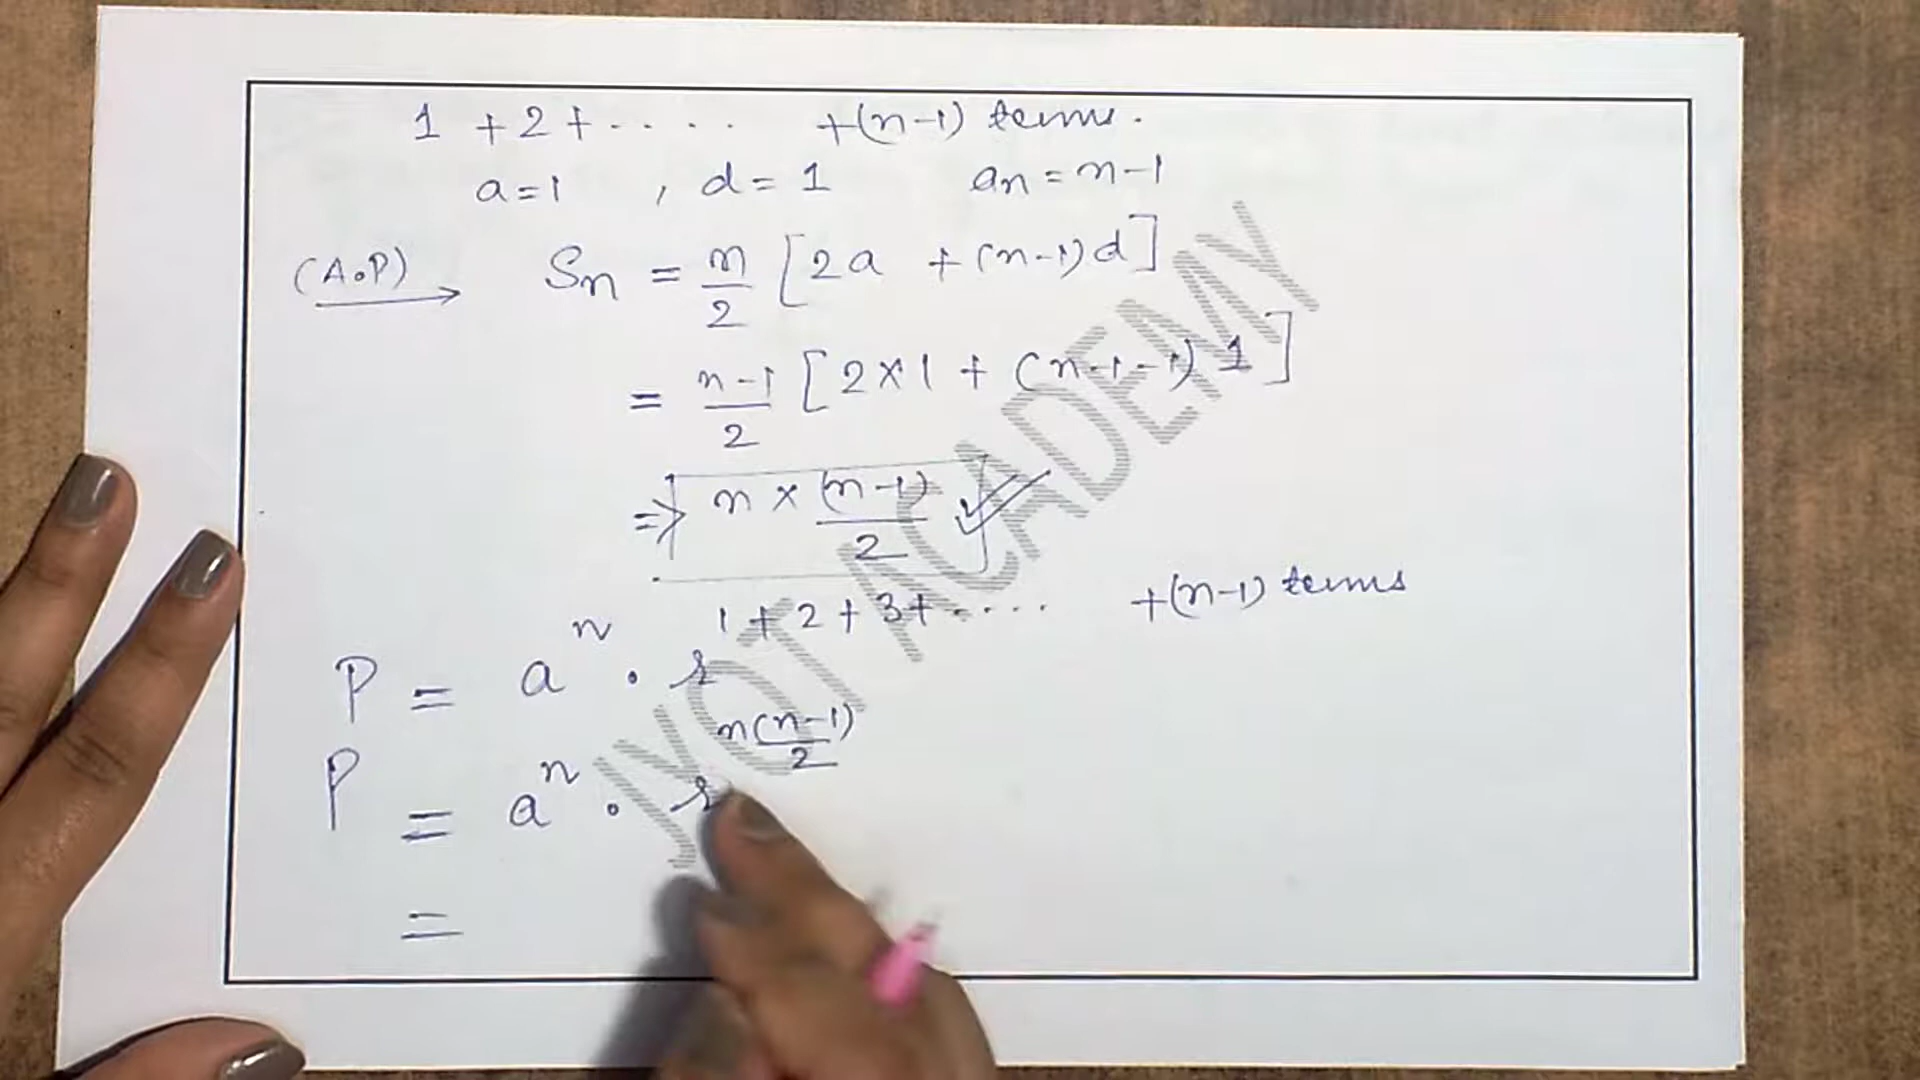 1 + 2 + . . . . +(n-1) terms.
a = 1 , d = 1 an = n-1
(A.P) → Sn = n/2 [2a + (n-1)d]
= n-1/2 [2×1 + (n-1-1) 1]
=> n × (n-1)/2 ✓
P = a^n . r^1+2+3+.... +(n-1) terms
P = a^n . r^n(n-1)/2
=
JYOTI ACADEMY